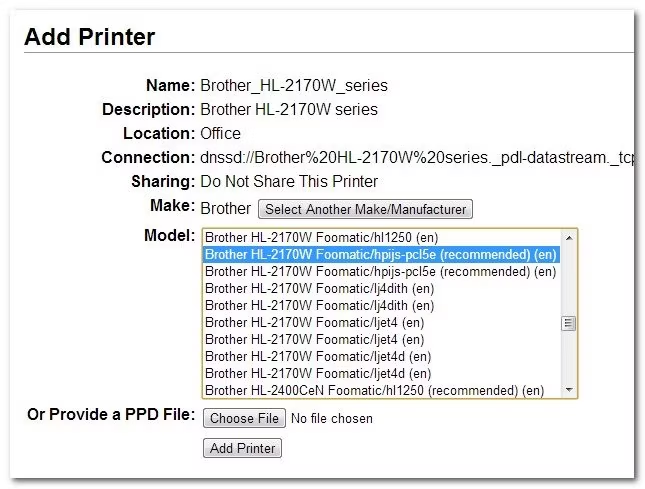 Add Printer
Name: Brother_HL-2170W_series
Description: Brother HL-2170W series
Location: Office
Connection: dnssd://Brother%20HL-2170W%20series._pdl-datastream._tcp
Sharing: Do Not Share This Printer
Make: Brother Select Another Make/Manufacturer
Model: Brother HL-2170W Foomatic/hl1250 (en)
Brother HL-2170W Foomatic/hpijs-pcl5e (recommended) (en)
Brother HL-2170W Foomatic/hpijs-pcl5e (recommended) (en)
Brother HL-2170W Foomatic/lj4dith (en)
Brother HL-2170W Foomatic/lj4dith (en)
Brother HL-2170W Foomatic/ljet4 (en)
Brother HL-2170W Foomatic/ljet4 (en)
Brother HL-2170W Foomatic/ljet4d (en)
Brother HL-2170W Foomatic/ljet4d (en)
Brother HL-2400CeN Foomatic/hl1250 (recommended) (en)
Or Provide a PPD File: Choose File No file chosen
Add Printer